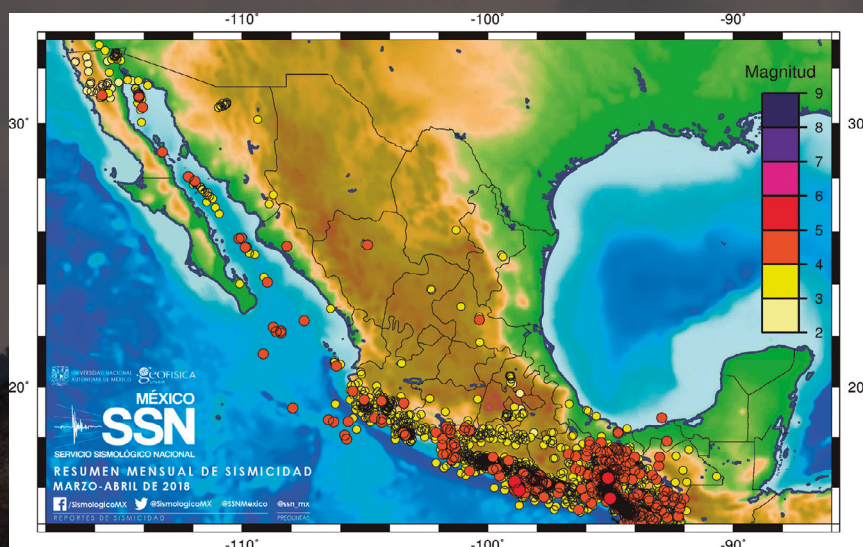 -110° -100° -90°
Magnitud
9
8
7
6
5
4
3
2
30° 30°
20° 20°
UNIVERSIDAD NACIONAL
AUTÓNOMA DE MÉXICO
GEOFISICA
UNAM
MÉXICO
SSN
SERVICIO SISMOLÓGICO NACIONAL
RESUMEN MENSUAL DE SISMICIDAD
MARZO-ABRIL DE 2018
/SismologicoMX @SismologicoMX @SSNMexico @ssn_mx
REPORTES DE SISMICIDAD PREGUNTAS
-110° -100° -90°